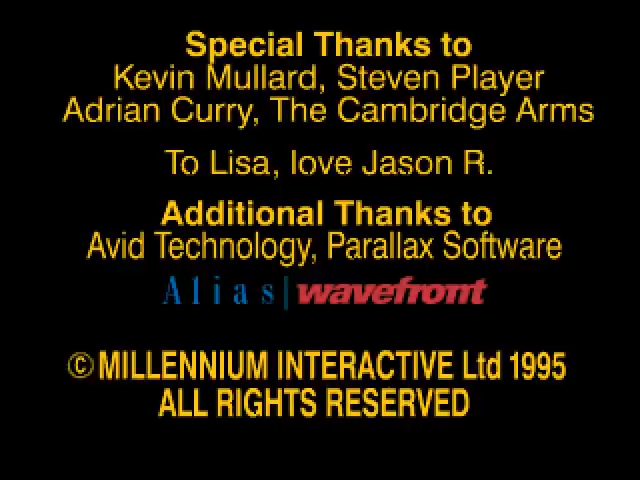 Special Thanks to
Kevin Mullard, Steven Player
Adrian Curry, The Cambridge Arms
To Lisa, love Jason R.
Additional Thanks to
Avid Technology, Parallax Software
Alias|wavefront
© MILLENNIUM INTERACTIVE Ltd 1995
ALL RIGHTS RESERVED